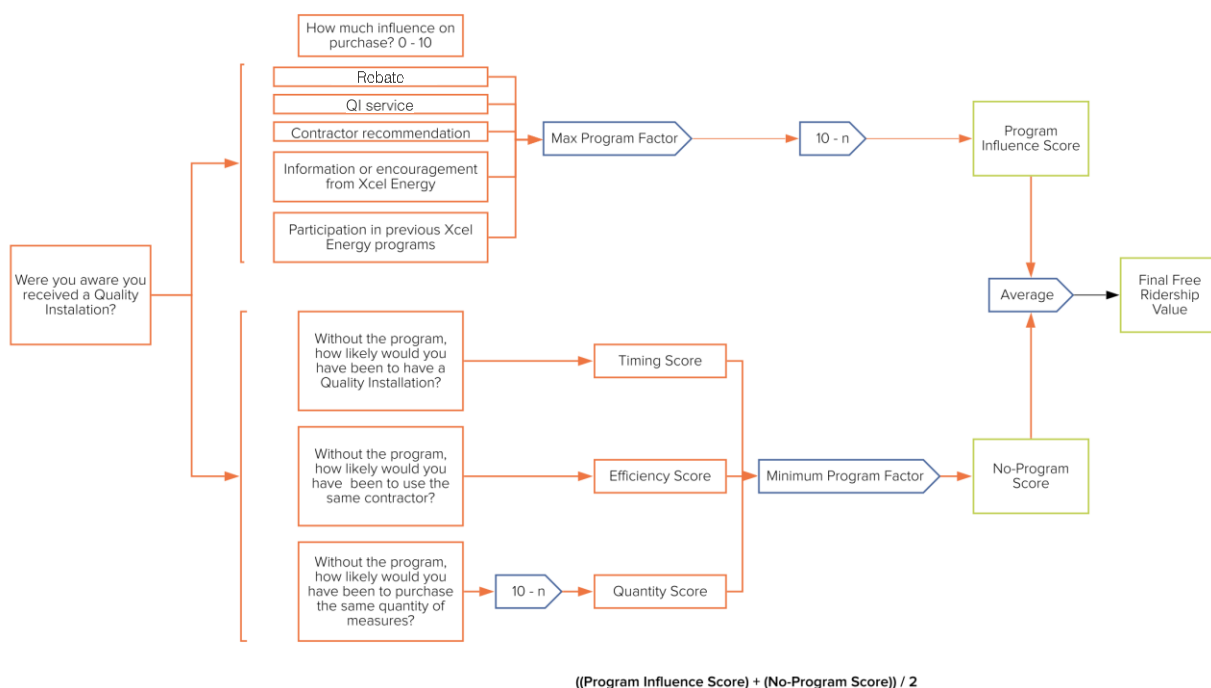 How much influence on
purchase? 0 - 10
Rebate
QI service
Contractor recommendation
Information or encouragement
from Xcel Energy
Participation in previous Xcel
Energy programs
Max Program Factor
10 - n
Program
Influence Score
Were you aware you
received a Quality
Instalation?
Average
Final Free
Ridership
Value
Without the program,
how likely would you
have been to have a
Quality Installation?
Timing Score
Without the program,
how likely would you
have been to use the
same contractor?
Efficiency Score
Minimum Program Factor
No-Program
Score
Without the program,
how likely would you
have been to purchase
the same quantity of
measures?
10 - n
Quantity Score
((Program Influence Score) + (No-Program Score)) / 2